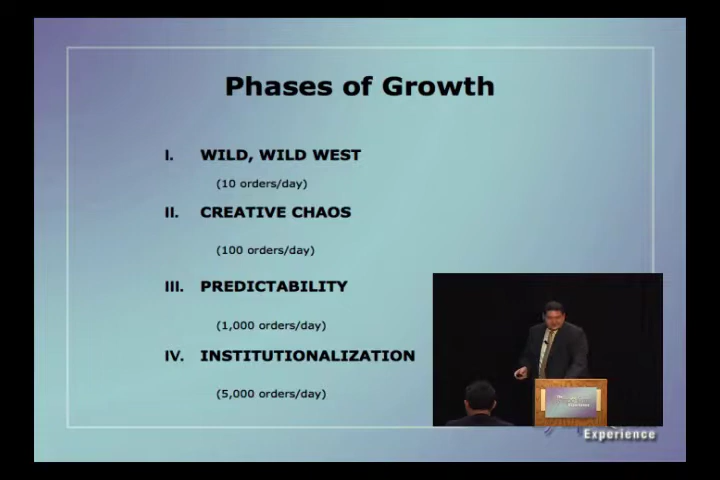 Phases of Growth
I. WILD, WILD WEST
(10 orders/day)
II. CREATIVE CHAOS
(100 orders/day)
III. PREDICTABILITY
(1,000 orders/day)
IV. INSTITUTIONALIZATION
(5,000 orders/day)
Experience